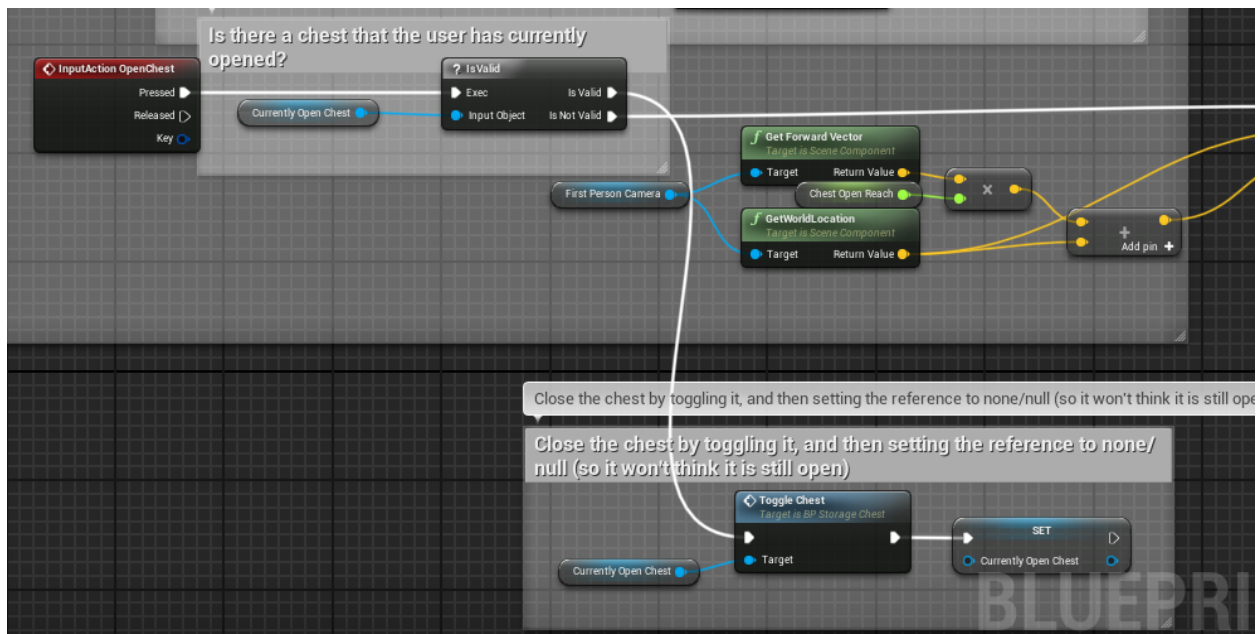 Is there a chest that the user has currently
opened?
InputAction OpenChest
Pressed
Released
Key
Currently Open Chest
? IsValid
Exec
Is Valid
Input Object
Is Not Valid
First Person Camera
f Get Forward Vector
Target is Scene Component
Target
Return Value
Chest Open Reach
f GetWorldLocation
Target is Scene Component
Target
Return Value
×
+
Add pin +
Close the chest by toggling it, and then setting the reference to none/null (so it won't think it is still ope
Close the chest by toggling it, and then setting the reference to none/
null (so it won't think it is still open)
Toggle Chest
Target is BP Storage Chest
Target
Currently Open Chest
SET
Currently Open Chest
BLUEPRI